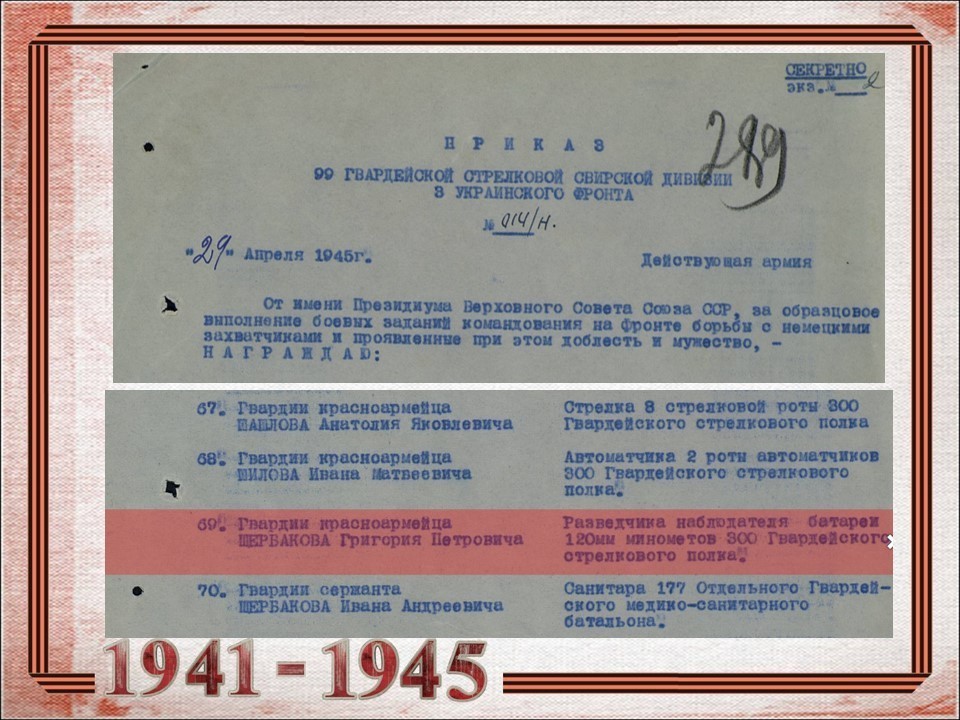 СЕКРЕТНО
экз.№ 2
289
П Р И К А З
99 ГВАРДЕЙСКОЙ СТРЕЛКОВОЙ СВИРСКОЙ ДИВИЗИИ
3 УКРАИНСКОГО ФРОНТА
№ 014/н.
"29" Апреля 1945г.
Действующая армия
От имени Президиума Верховного Совета Союза ССР, за образцовое
выполнение боевых заданий командования на фронте борьбы с немецкими
захватчиками и проявленные при этом доблесть и мужество, -
Н А Г Р А Ж Д А Ю:
67. Гвардии красноармейца Стрелка 8 стрелковой роты 300
ШАШЛОВА Анатолия Яковлевича Гвардейского стрелкового полка
68. Гвардии красноармейца Автоматчика 2 роты автоматчиков
ШИЛОВА Ивана Матвеевича 300 Гвардейского стрелкового
полка.
69. Гвардии красноармейца Разведчика наблюдателя батареи
ЩЕРБАКОВА Григория Петровича 120мм минометов 300 Гвардейского
стрелкового полка.
70. Гвардии сержанта Санитара 177 Отдельного Гвардей-
ЩЕРБАКОВА Ивана Андреевича ского медико-санитарного
батальона.
1941-1945